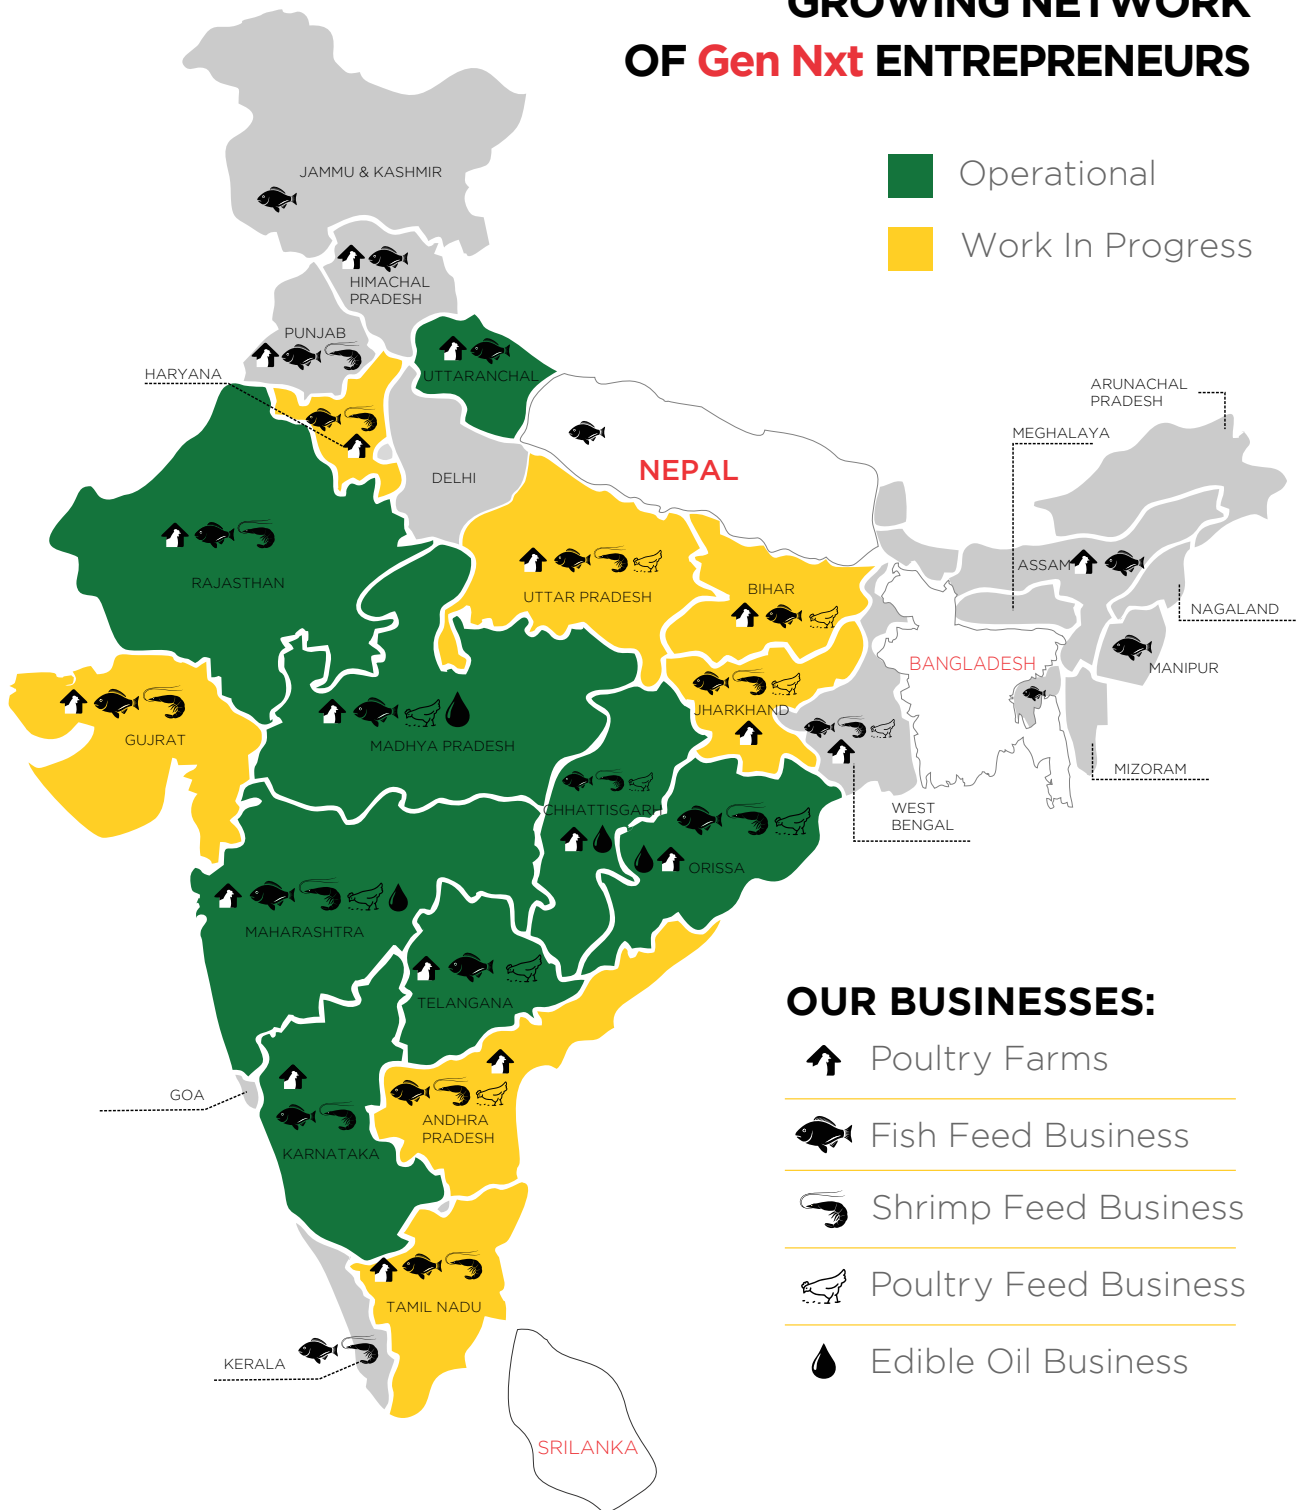 GROWING NETWORK
OF Gen Nxt ENTREPRENEURS
Operational
Work In Progress
JAMMU & KASHMIR
HIMACHAL
PRADESH
PUNJAB
HARYANA
UTTARANCHAL
ARUNACHAL
PRADESH
MEGHALAYA
NEPAL
DELHI
ASSAM
RAJASTHAN
UTTAR PRADESH
BIHAR
NAGALAND
BANGLADESH
MANIPUR
JHARKHAND
GUJRAT
MADHYA PRADESH
MIZORAM
CHHATTISGARH
WEST
BENGAL
ORISSA
MAHARASHTRA
TELANGANA
OUR BUSINESSES:
Poultry Farms
GOA
ANDHRA
PRADESH
Fish Feed Business
KARNATAKA
Shrimp Feed Business
Poultry Feed Business
TAMIL NADU
KERALA
Edible Oil Business
SRILANKA